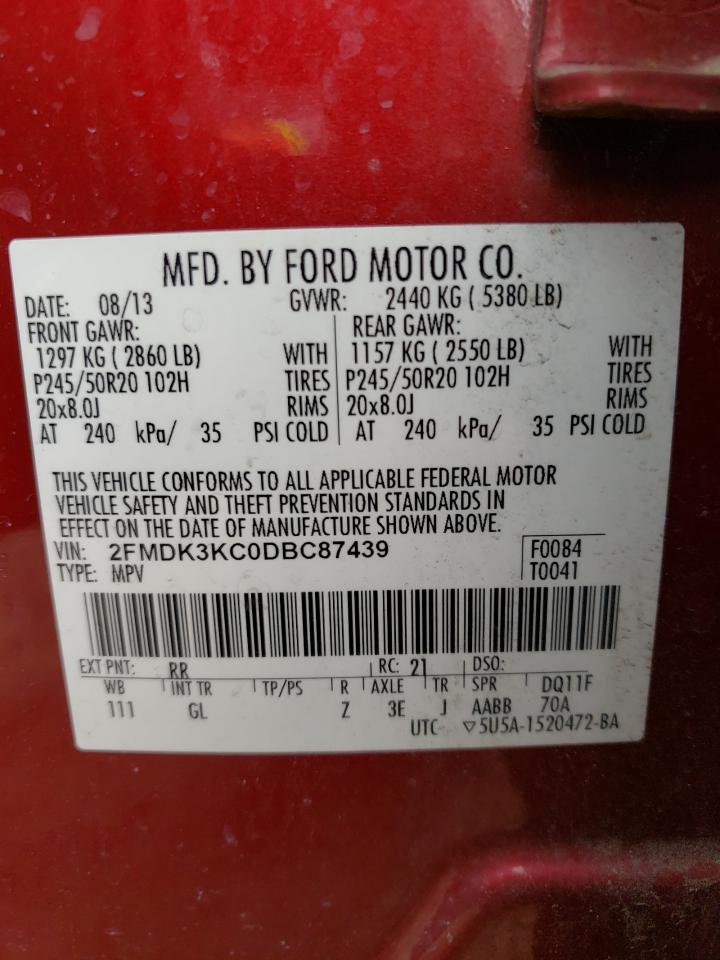 MFD. BY FORD MOTOR CO.
DATE: 08/13 GVWR: 2440 KG ( 5380 LB)
FRONT GAWR: REAR GAWR:
1297 KG ( 2860 LB) WITH 1157 KG ( 2550 LB) WITH
P245/50R20 102H TIRES P245/50R20 102H TIRES
20x8.0J RIMS 20x8.0J RIMS
AT 240 kPa/ 35 PSI COLD AT 240 kPa/ 35 PSI COLD
THIS VEHICLE CONFORMS TO ALL APPLICABLE FEDERAL MOTOR
VEHICLE SAFETY AND THEFT PREVENTION STANDARDS IN
EFFECT ON THE DATE OF MANUFACTURE SHOWN ABOVE.
VIN: 2FMDK3KC0DBC87439 F0084
TYPE: MPV T0041
EXT PNT: RR RC: 21 DSO:
WB INT TR TP/PS R AXLE TR SPR DQ11F
111 GL Z 3E J AABB 70A
UTC ▽5U5A-1520472-BA